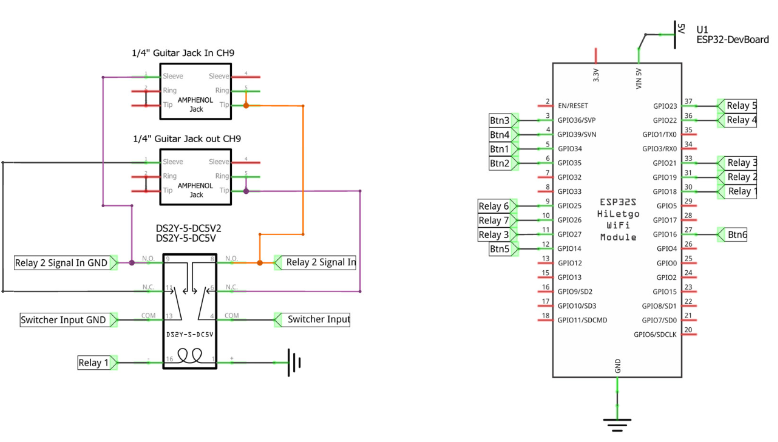 1/4" Guitar Jack In CH9
Sleeve
Ring
Tip
AMPHENOL
Jack
Sleeve
Ring
Tip
1/4" Guitar Jack out CH9
Sleeve
Ring
Tip
AMPHENOL
Jack
Sleeve
Ring
Tip
DS2Y-5-DC5V2
DS2Y-5-DC5V
Relay 2 Signal In GND
N.O.
N.O.
Relay 2 Signal In
N.C.
11
6
N.C.
Switcher Input GND
COM
13
4
COM
Switcher Input
DS2Y-5-DC5V
Relay 1
-
16
1
+
5V
U1
ESP32-DevBoard
3.3V
VIN 5V
2 EN/RESET
GPIO23 37 Relay 5
Btn3 3 GPIO36/SVP
GPIO22 36 Relay 4
Btn4 4 GPIO39/SVN
GPIO1/TX0 35
Btn1 5 GPIO34
GPIO3/RX0 34
Btn2 6 GPIO35
GPIO21 33 Relay 3
7 GPIO32
GPIO19 31 Relay 2
8 GPIO33
GPIO18 30 Relay 1
Relay 6 9 GPIO25
GPIO5 29
Relay 7 10 GPIO26
GPIO17 28
Relay 3 11 GPIO27
GPIO16 27 Btn6
Btn5 12 GPIO14
GPIO4 26
13 GPIO12
GPIO0 25
15 GPIO13
GPIO2 24
16 GPIO9/SD2
GPIO15 23
17 GPIO10/SD3
GPIO8/SD1 22
18 GPIO11/SDCMD
GPIO7/SD0 21
GPIO6/SDCLK 20
ESP32S
HiLetgo
WiFi
Module
GND